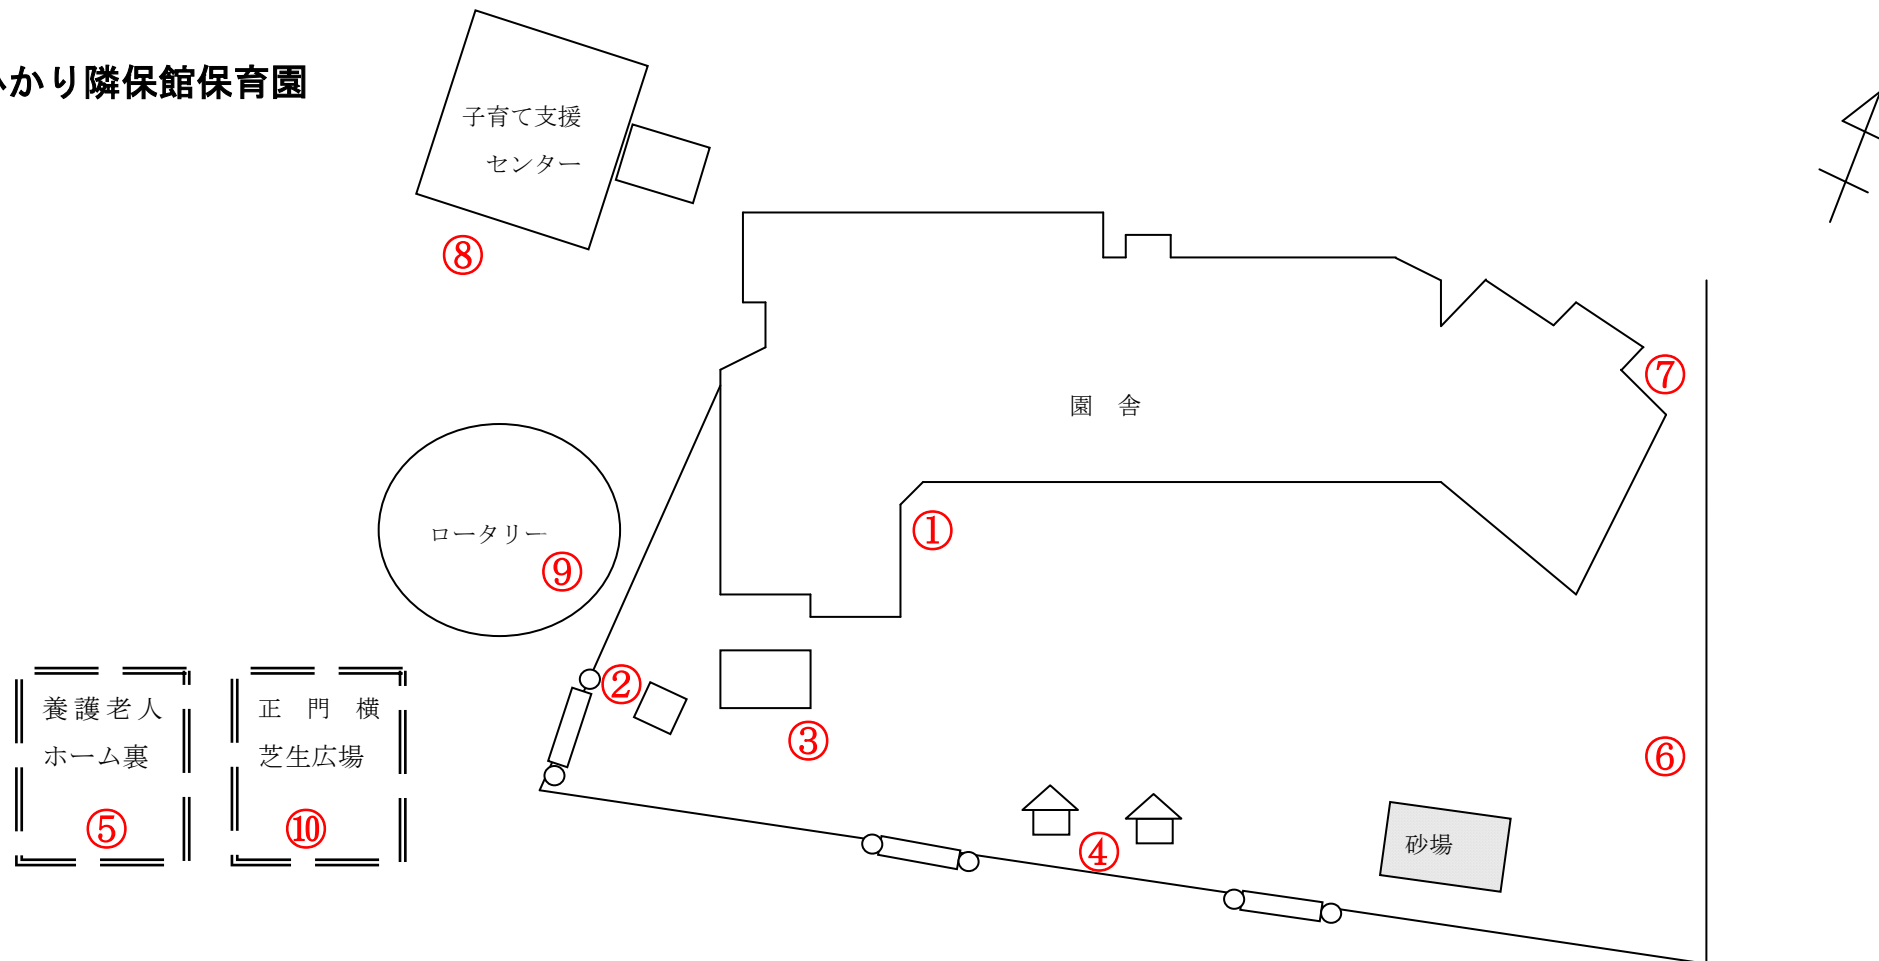 かり隣保館保育園
子育て支援
センター
⑧
⑦
園 舎
①
ロータリー
⑨
②
③
養護老人
ホーム裏
⑤
正 門 横
芝生広場
⑩
④
砂場
⑥